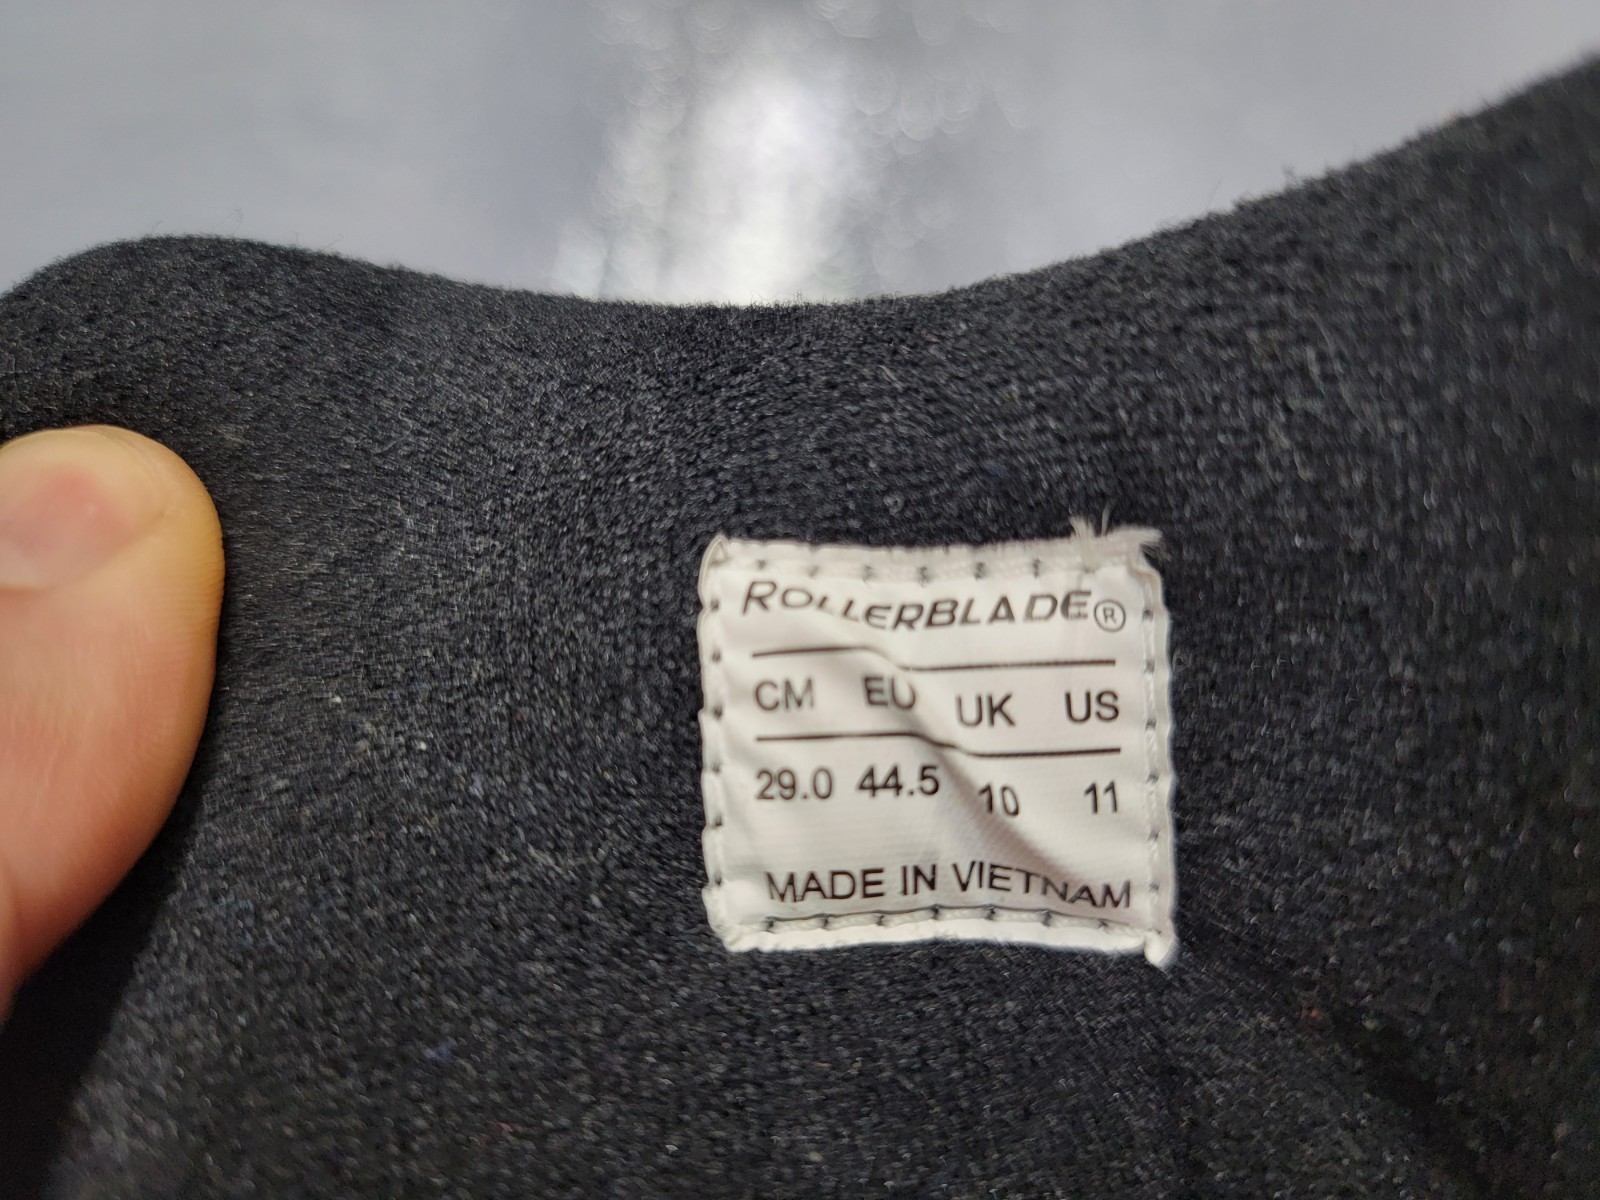 ROLLERBLADE®
CM EU UK US
29.0 44.5 10 11
MADE IN VIETNAM